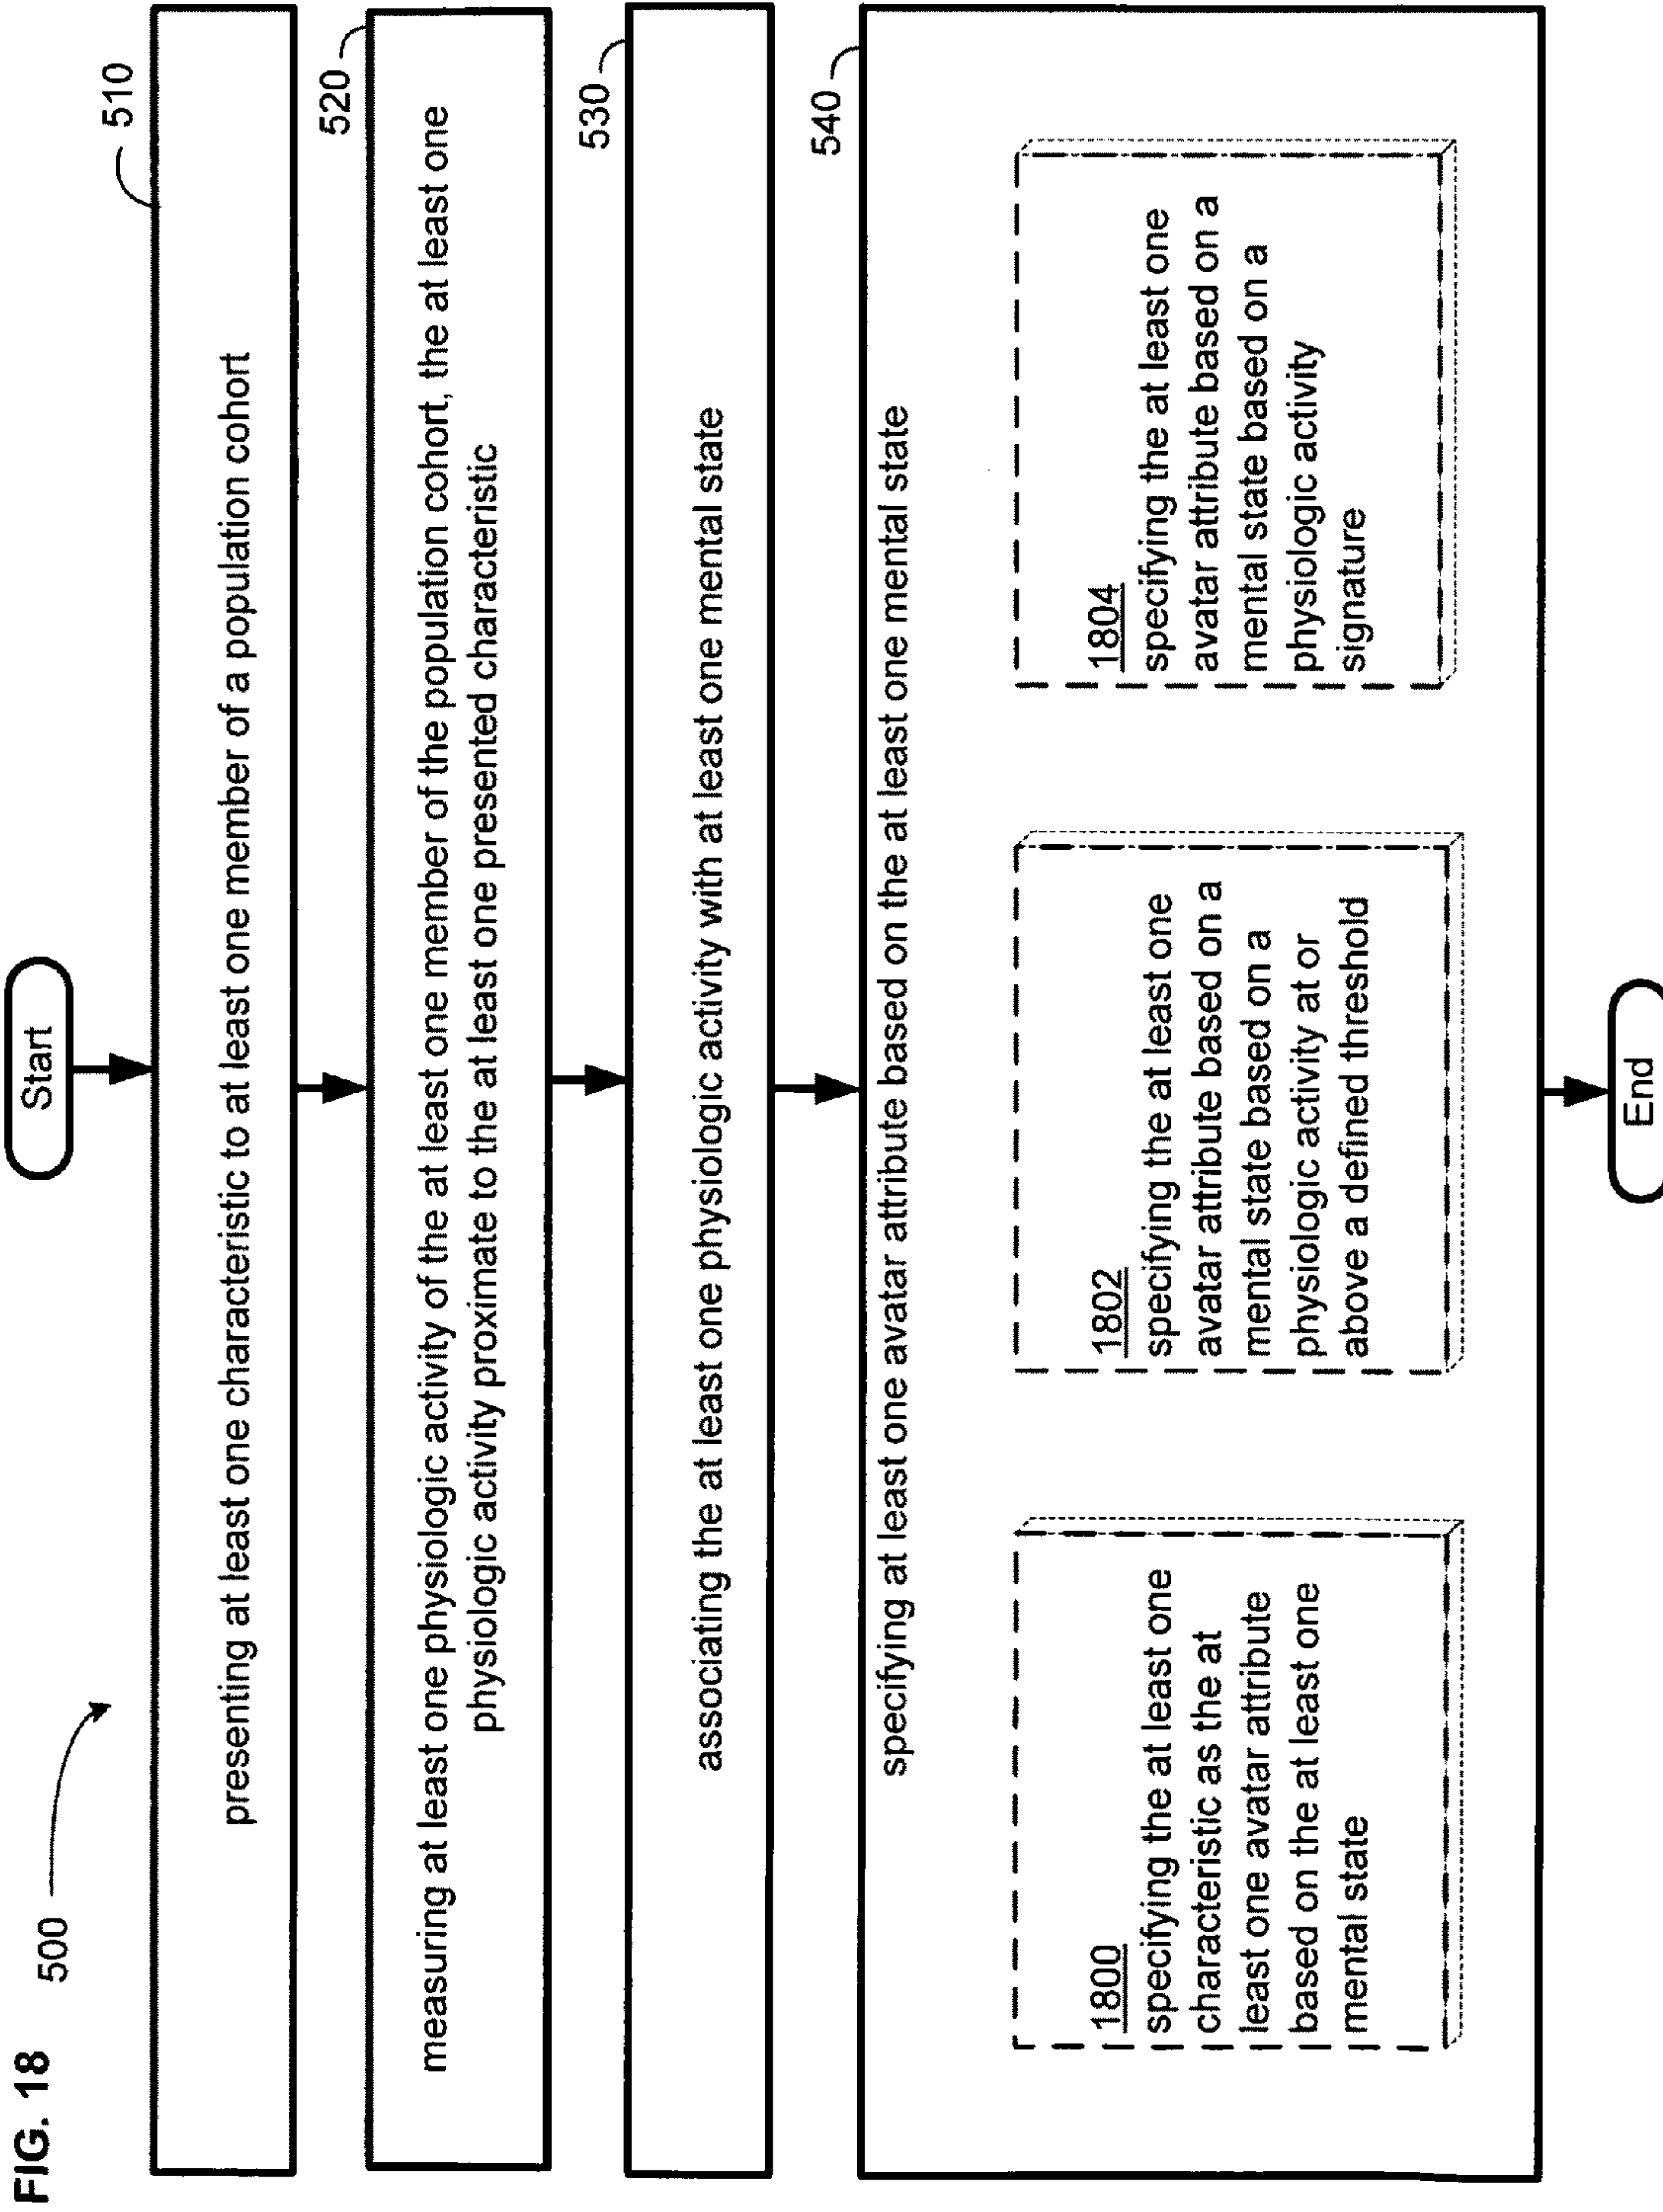 FIG. 18
500
Start
510
presenting at least one characteristic to at least one member of a population cohort
520
measuring at least one physiologic activity of the at least one member of the population cohort, the at least one
physiologic activity proximate to the at least one presented characteristic
530
associating the at least one physiologic activity with at least one mental state
540
specifying at least one avatar attribute based on the at least one mental state
1800
specifying the at least one
characteristic as the at
least one avatar attribute
based on the at least one
mental state
1802
specifying the at least one
avatar attribute based on a
mental state based on a
physiologic activity at or
above a defined threshold
1804
specifying the at least one
avatar attribute based on a
mental state based on a
physiologic activity
signature
End